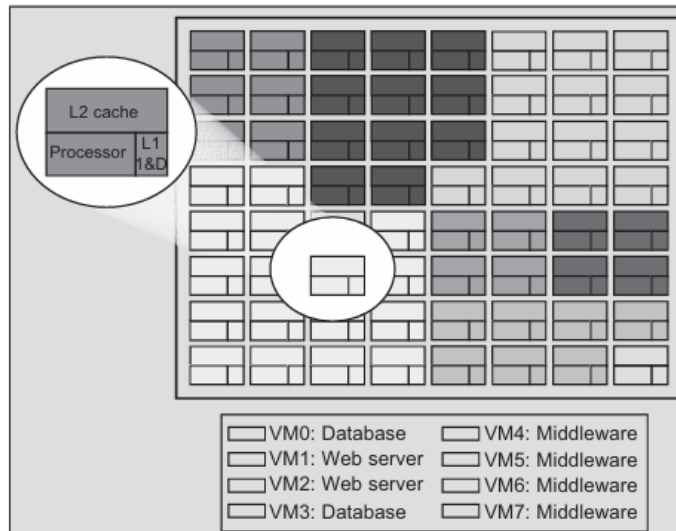 L2 cache
Processor
L1
1&D
VM0: Database
VM1: Web server
VM2: Web server
VM3: Database
VM4: Middleware
VM5: Middleware
VM6: Middleware
VM7: Middleware